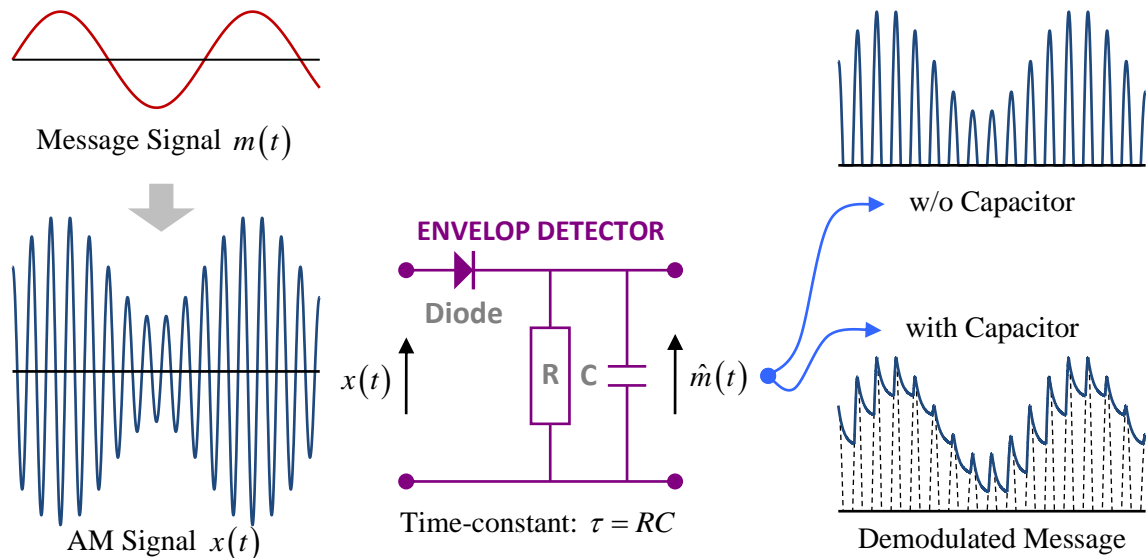 Message Signal m(t)
AM Signal x(t)
ENVELOP DETECTOR
Diode
x(t)
R
C
m̂(t)
Time-constant: τ = RC
w/o Capacitor
with Capacitor
Demodulated Message